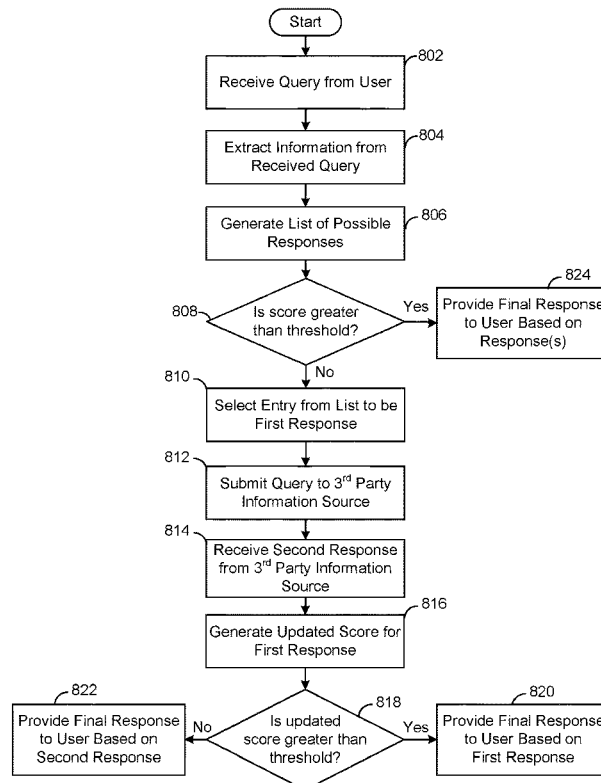 Start
802
Receive Query from User
804
Extract Information from
Received Query
806
Generate List of Possible
Responses
808
Is score greater
than threshold?
Yes
824
Provide Final Response
to User Based on
Response(s)
No
810
Select Entry from List to be
First Response
812
Submit Query to 3rd Party
Information Source
814
Receive Second Response
from 3rd Party Information
Source
816
Generate Updated Score for
First Response
818
Is updated
score greater than
threshold?
No
822
Provide Final Response
to User Based on
Second Response
Yes
820
Provide Final Response
to User Based on
First Response